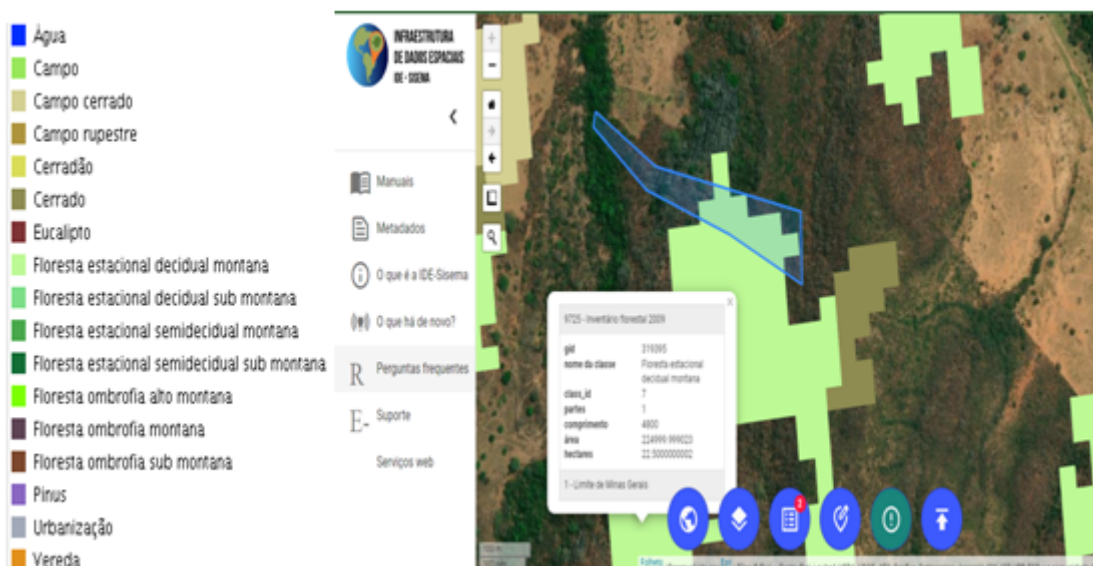 Água
Campo
Campo cerrado
Campo rupestre
Cerradão
Cerrado
Eucalipto
Floresta estacional decidual montana
Floresta estacional decidual sub montana
Floresta estacional semidecidual montana
Floresta estacional semidecidual sub montana
Floresta ombrofia alto montana
Floresta ombrofia montana
Floresta ombrofia sub montana
Pinus
Urbanização
Vereda
INFRAESTRUTURA
DE DADOS ESPACIAIS
IDE - SISEMA
Manuais
Metadados
O que é a IDE-Sisema
O que há de novo?
R Perguntas frequentes
E- Suporte
Serviços web
9725 - Inventário florestal 2009
gid 319395
nome da classe Floresta estacional
decidual montana
class_id 7
partes 1
comprimento 4800
área 224999.999023
hectares 22.5000000002
1 - Limite de Minas Gerais